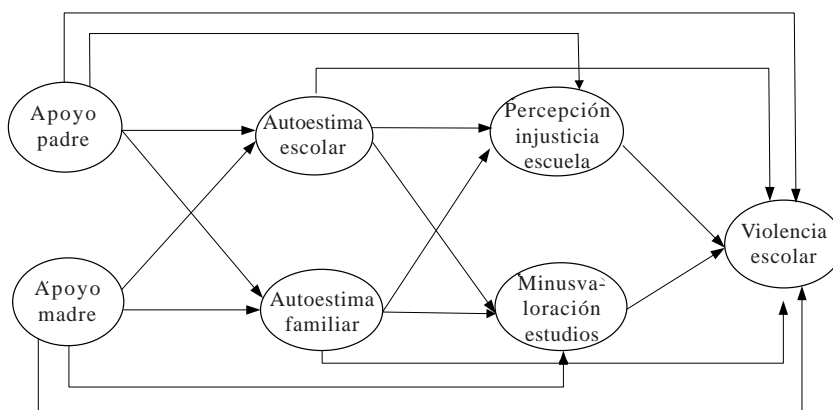 Apoyo
padre
Autoestima
escolar
Percepción
injusticia
escuela
Violencia
escolar
Apoyo
madre
Autoestima
familiar
Minusva-
loración
estudios